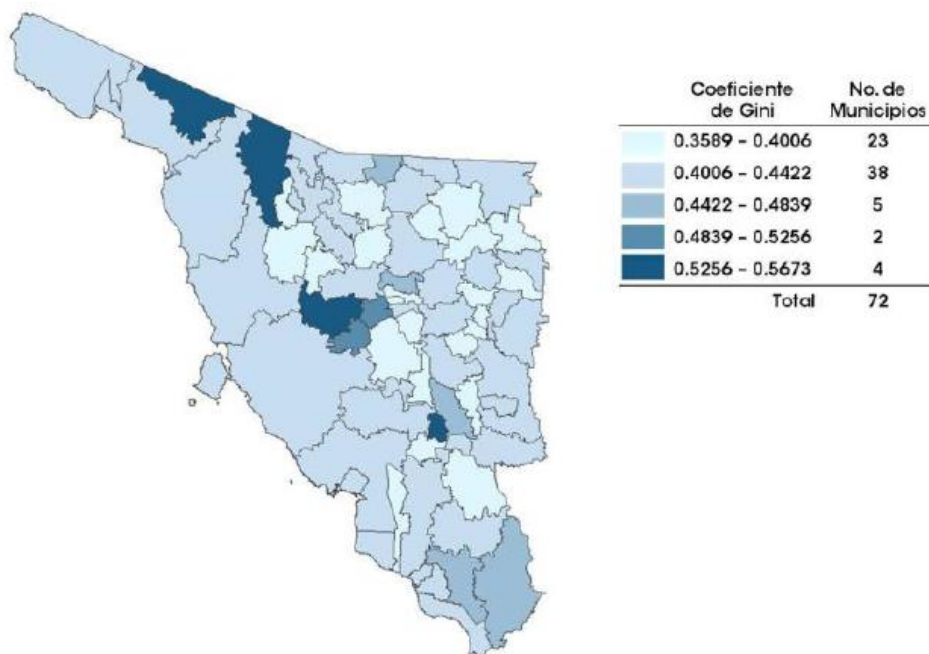 Coeficiente No. de
de Gini Municipios
0.3589 – 0.4006 23
0.4006 – 0.4422 38
0.4422 – 0.4839 5
0.4839 – 0.5256 2
0.5256 – 0.5673 4
Total 72